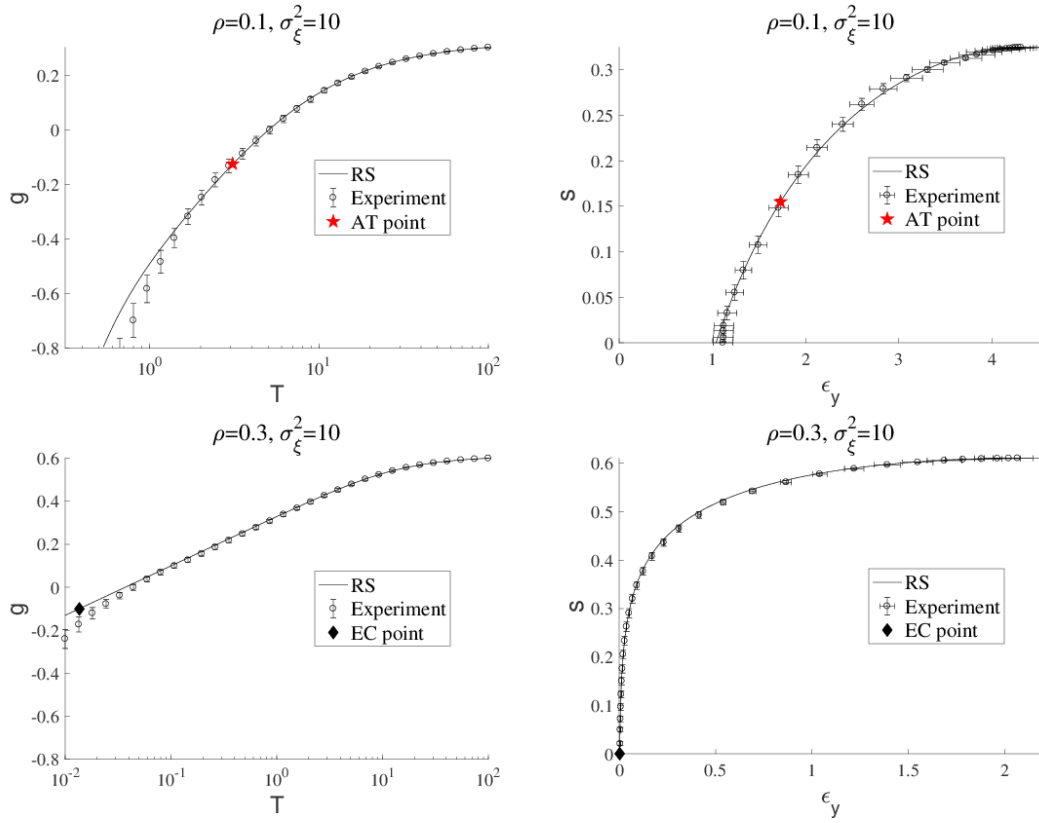 ρ=0.1, σ_ξ^2=10
0.2
0
-0.2
-0.4
-0.6
-0.8
g
10^0
10^1
10^2
T
RS
Experiment
AT point
ρ=0.1, σ_ξ^2=10
0.3
0.25
0.2
0.15
0.1
0.05
0
s
0
1
2
3
4
ϵ_y
RS
Experiment
AT point
ρ=0.3, σ_ξ^2=10
0.6
0.4
0.2
0
-0.2
-0.4
-0.6
-0.8
g
10^-2
10^-1
10^0
10^1
10^2
T
RS
Experiment
EC point
ρ=0.3, σ_ξ^2=10
0.6
0.5
0.4
0.3
0.2
0.1
0
s
0
0.5
1
1.5
2
ϵ_y
RS
Experiment
EC point